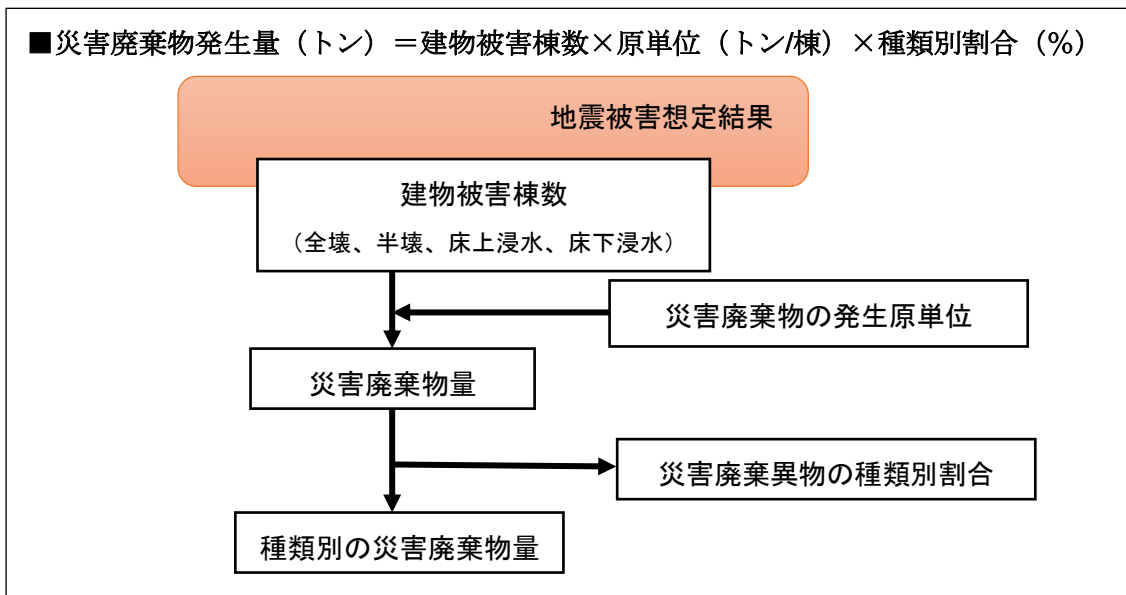 ■災害廃棄物発生量（トン）＝建物被害棟数×原単位（トン/棟）×種類別割合（%）
地震被害想定結果
建物被害棟数
（全壊、半壊、床上浸水、床下浸水）
災害廃棄物の発生原単位
災害廃棄物量
災害廃棄異物の種類別割合
種類別の災害廃棄物量